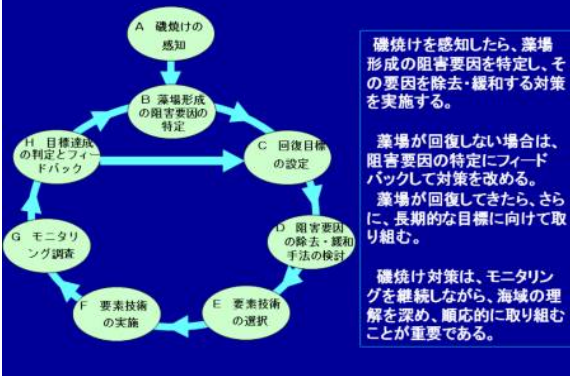 A 磯焼けの
感知
B 藻場形成
の阻害要因の
特定
C 回復目標
の設定
D 阻害要因
の除去・緩和
手法の検討
E 要素技術
の選択
F 要素技術
の実施
G モニタリ
ング調査
H 目標達成
の判定とフィー
ドバック
磯焼けを感知したら、藻場
形成の阻害要因を特定し、そ
の要因を除去・緩和する対策
を実施する。
藻場が回復しない場合は、
阻害要因の特定にフィード
バックして対策を改める。
藻場が回復してきたら、さら
に、長期的な目標に向けて取
り組む。
磯焼け対策は、モニタリン
グを継続しながら、海域の理
解を深め、順応的に取り組む
ことが重要である。